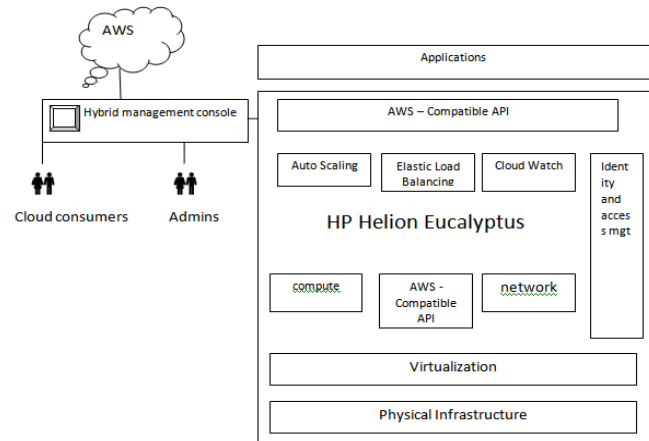 AWS
Applications
Hybrid management console
AWS – Compatible API
Auto Scaling
Elastic Load
Balancing
Cloud Watch
Ident
ity
and
acces
s mgt
Cloud consumers
Admins
HP Helion Eucalyptus
compute
AWS -
Compatible
API
network
Virtualization
Physical Infrastructure